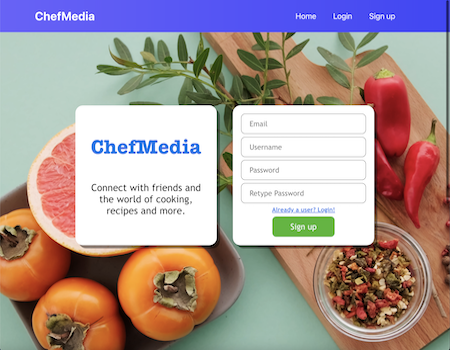 ChefMedia
Home Login Sign up
ChefMedia
Connect with friends and
the world of cooking,
recipes and more.
Email
Username
Password
Retype Password
Already a user? Login!
Sign up